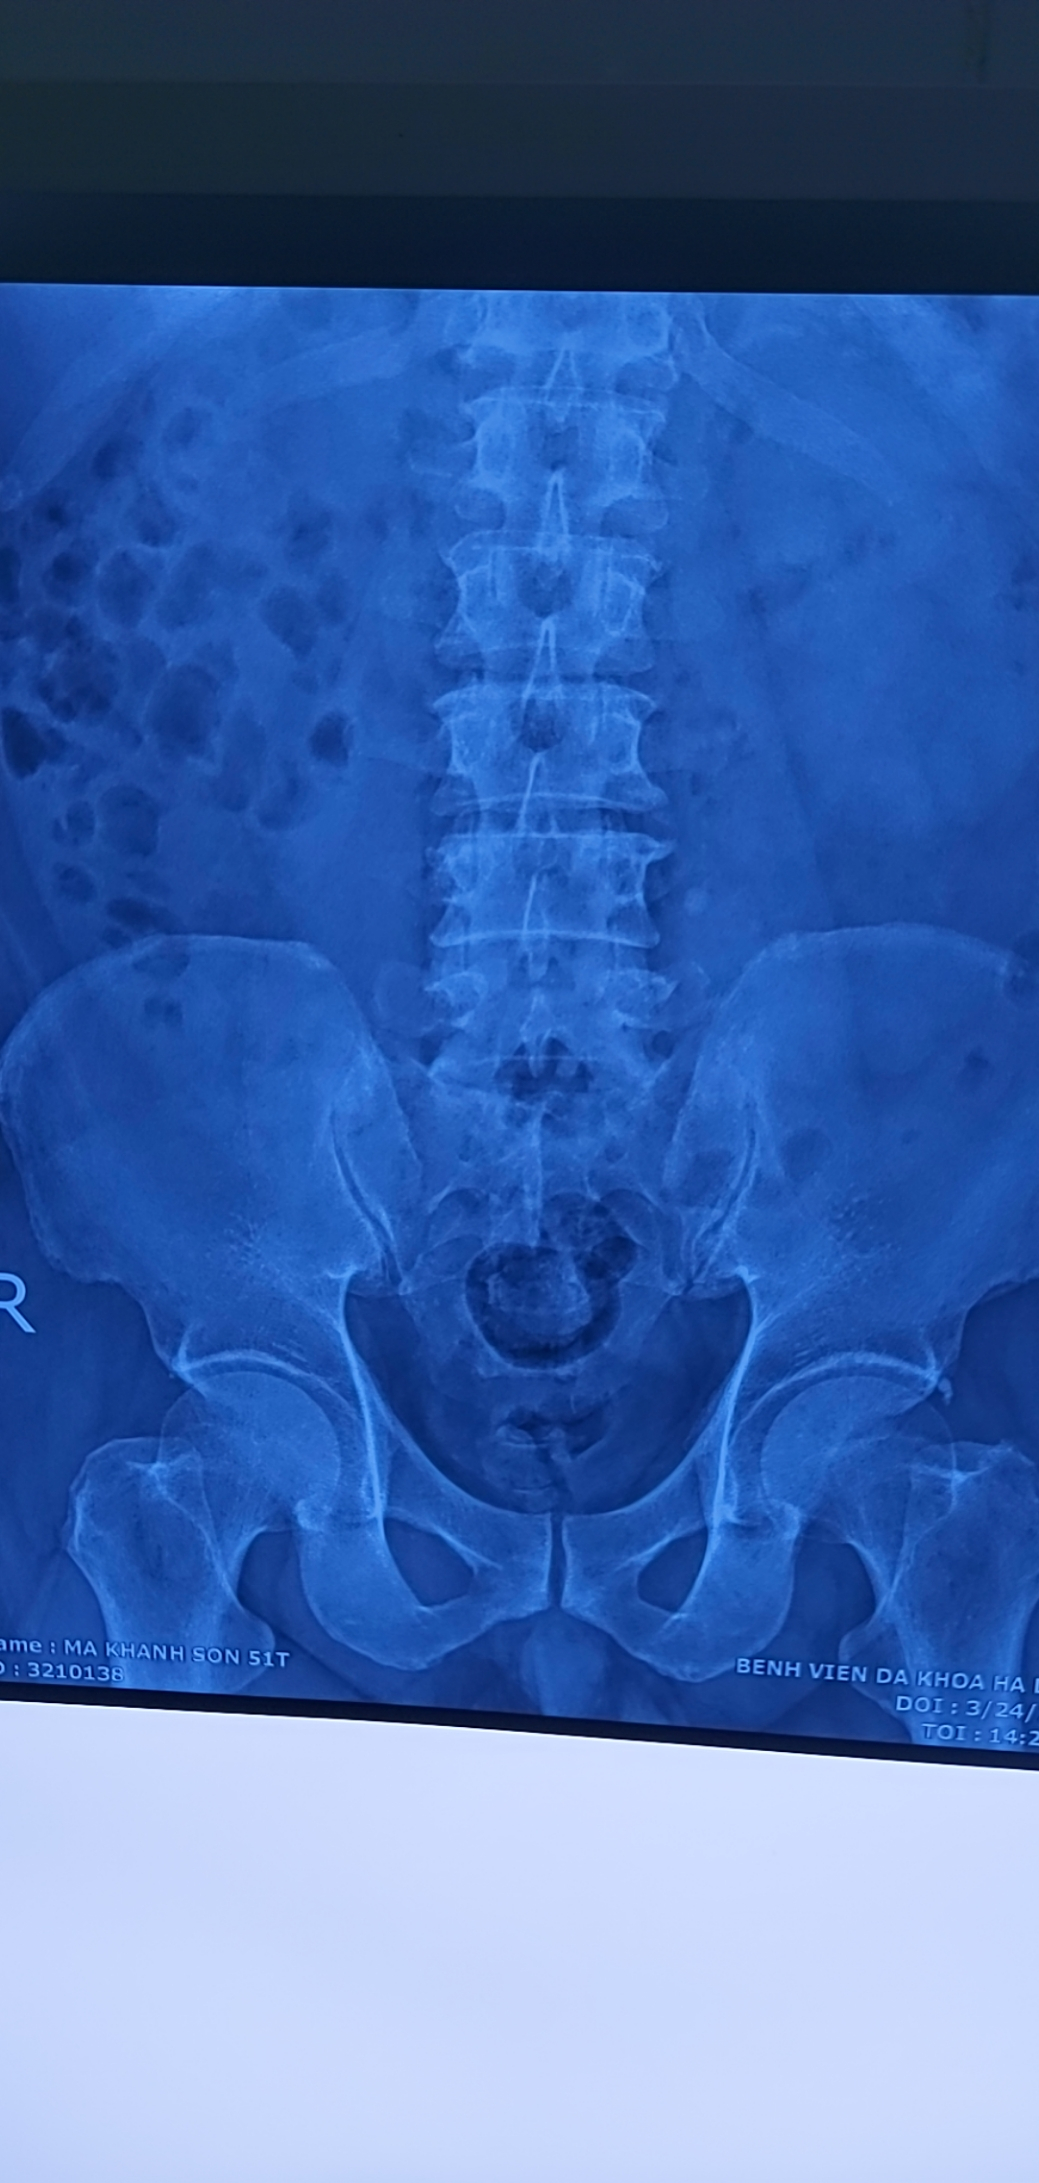 R
ame : MA KHANH SON 51T
: 3210138
BENH VIEN DA KHOA HA
DOI : 3/24/
TOI : 14:2